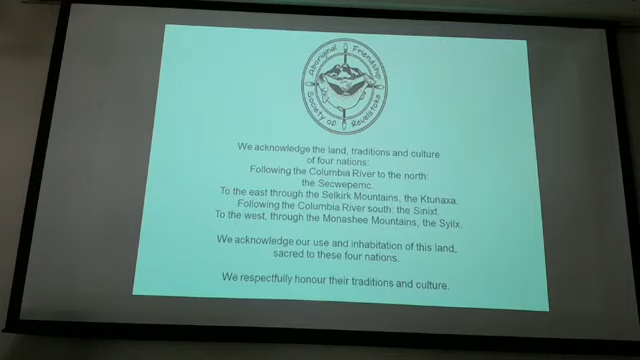 Aboriginal Friendship
Society of Revelstoke
We acknowledge the land, traditions and culture
of four nations:
Following the Columbia River to the north:
the Secwepemc.
To the east through the Selkirk Mountains, the Ktunaxa.
Following the Columbia River south: the Sinixt.
To the west, through the Monashee Mountains, the Syilx.
We acknowledge our use and inhabitation of this land,
sacred to these four nations.
We respectfully honour their traditions and culture.